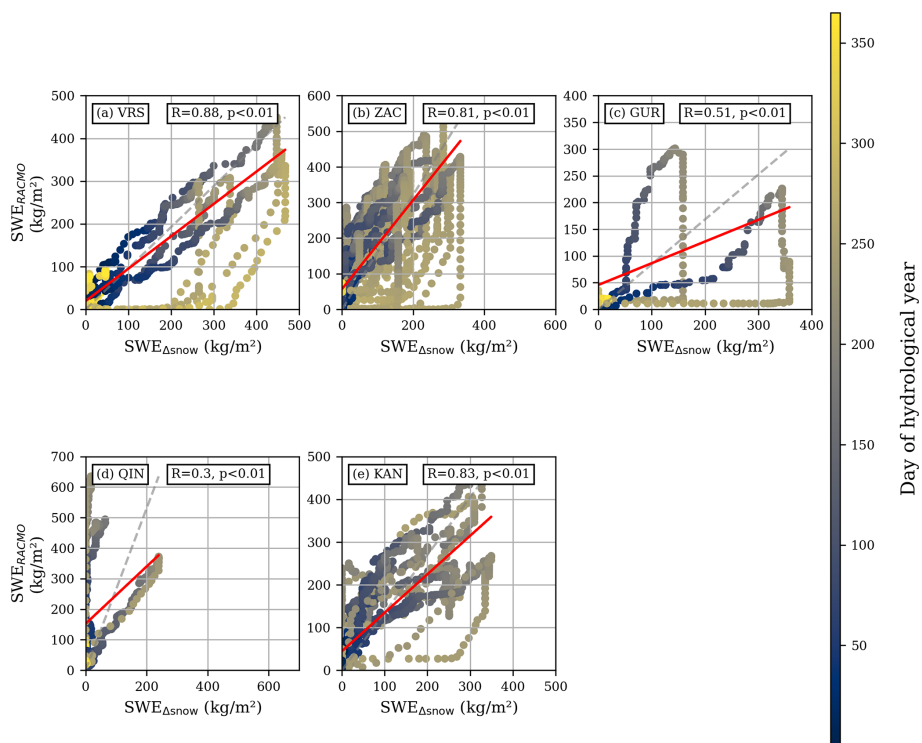 (a) VRS
R=0.88, p<0.01
500
400
300
200
100
0
SWE_RACMO
(kg/m²)
0 100 200 300 400 500
SWE_Δsnow (kg/m²)
(b) ZAC
R=0.81, p<0.01
600
500
400
300
200
100
0
0 200 400 600
SWE_Δsnow (kg/m²)
(c) GUR
R=0.51, p<0.01
400
350
300
250
200
150
100
50
0
0 100 200 300 400
SWE_Δsnow (kg/m²)
(d) QIN
R=0.3, p<0.01
700
600
500
400
300
200
100
0
SWE_RACMO
(kg/m²)
0 200 400 600
SWE_Δsnow (kg/m²)
(e) KAN
R=0.83, p<0.01
500
400
300
200
100
0
0 100 200 300 400 500
SWE_Δsnow (kg/m²)
350
300
250
200
150
100
50
Day of hydrological year